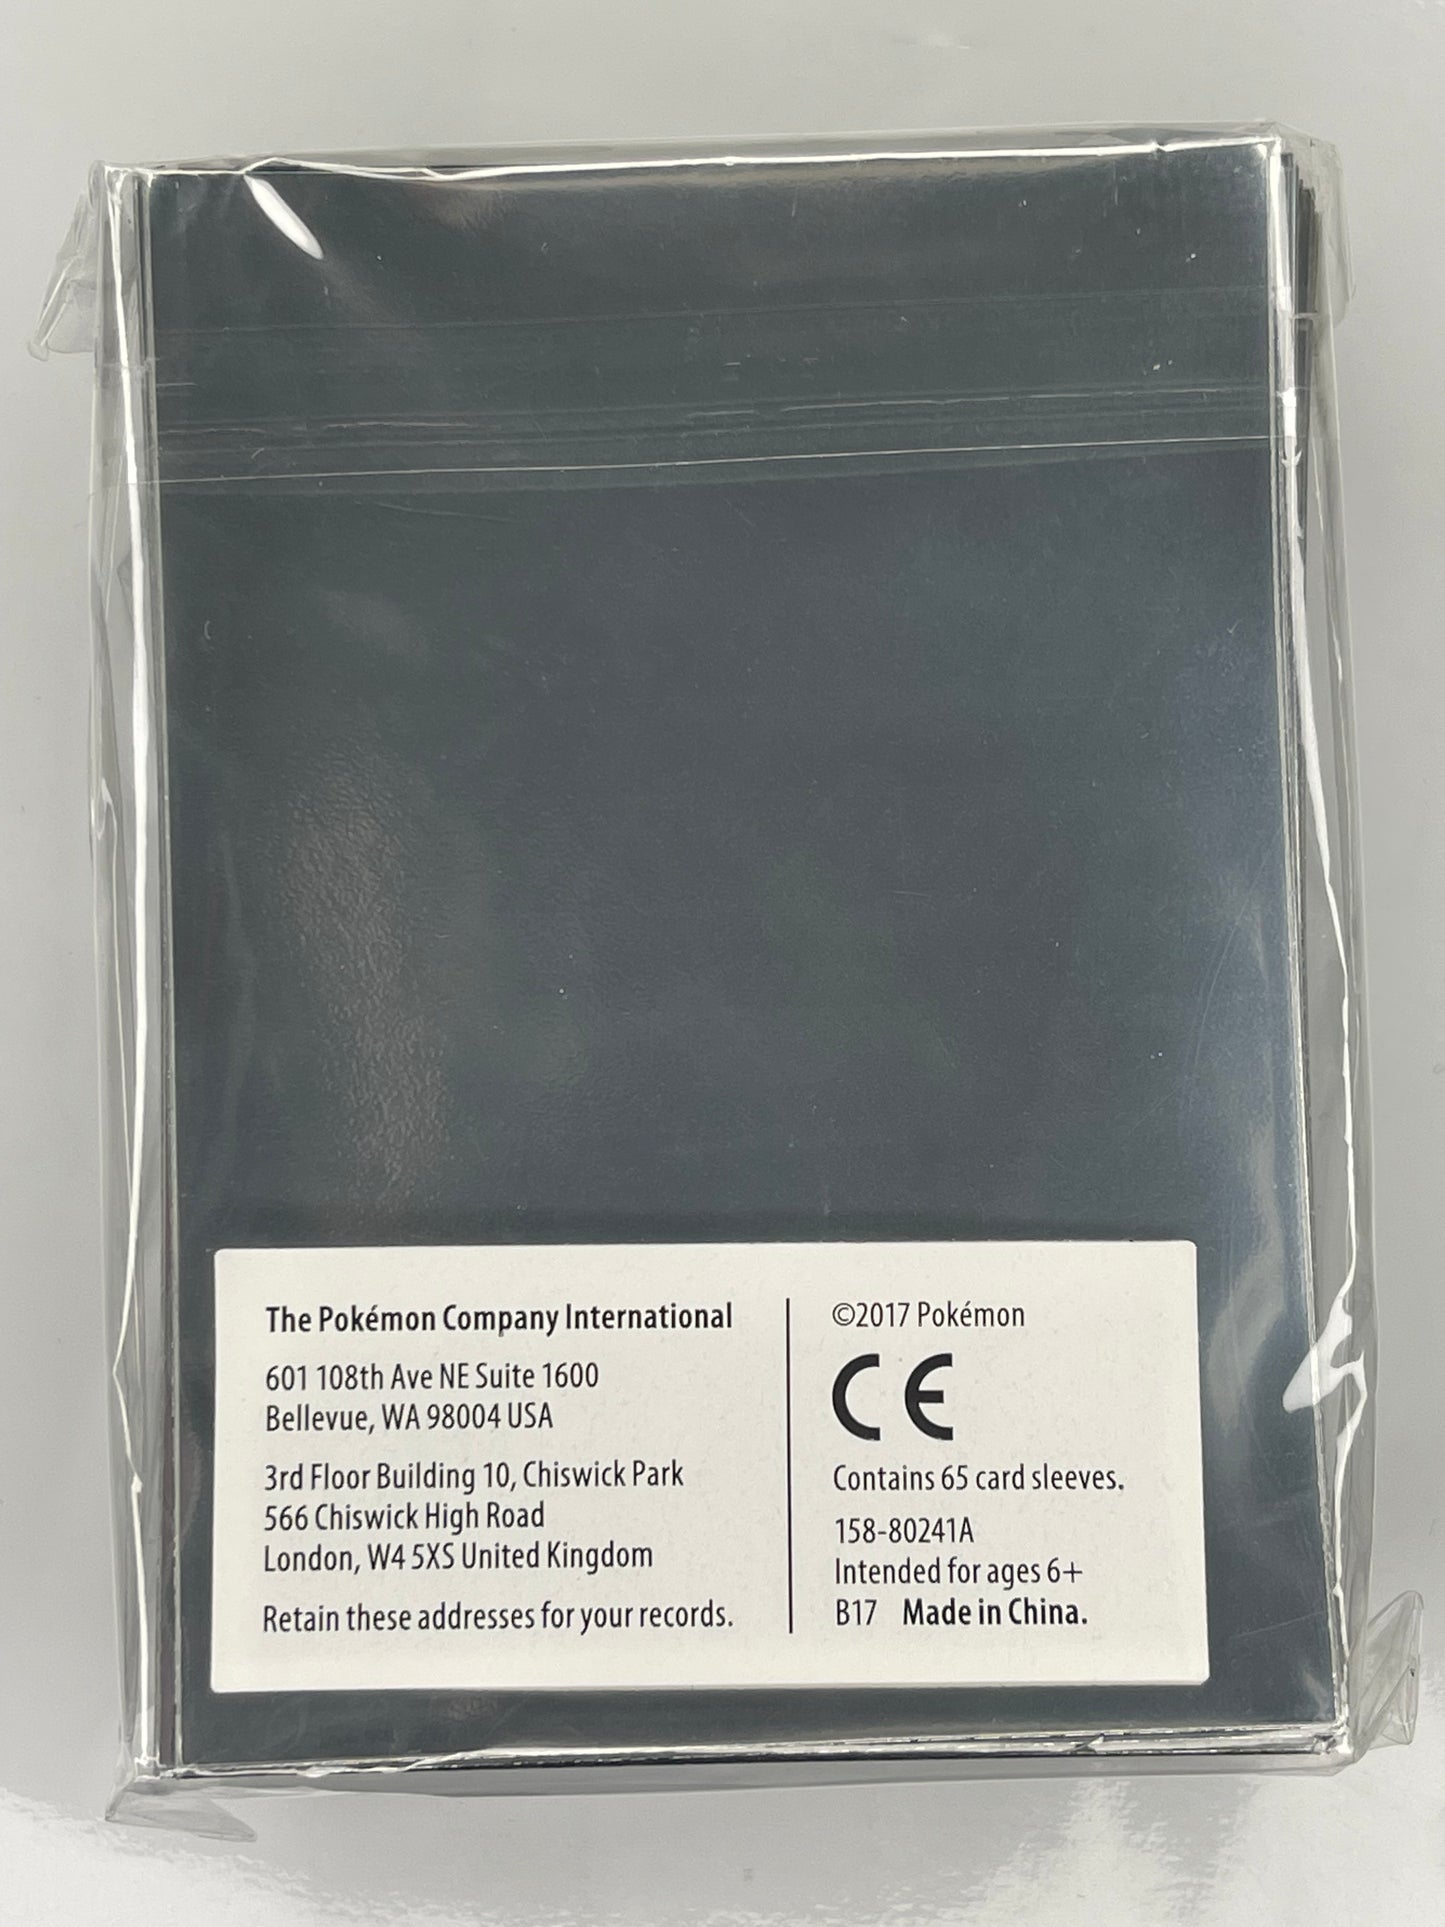 The Pokémon Company International
601 108th Ave NE Suite 1600
Bellevue, WA 98004 USA
3rd Floor Building 10, Chiswick Park
566 Chiswick High Road
London, W4 5XS United Kingdom
Retain these addresses for your records.
©2017 Pokémon
CE
Contains 65 card sleeves.
158-80241A
Intended for ages 6+
B17 Made in China.